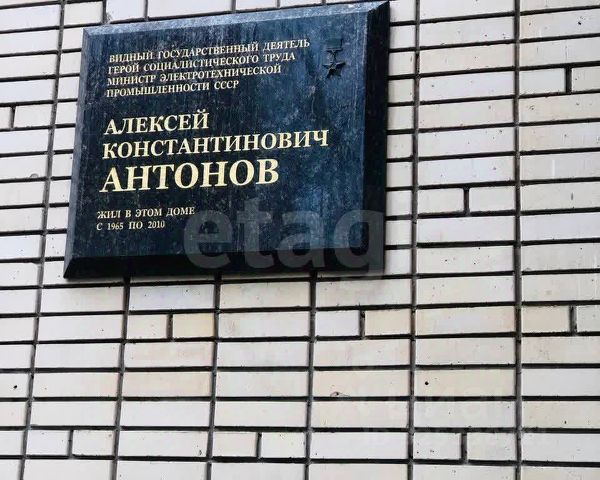 ВИДНЫЙ ГОСУДАРСТВЕННЫЙ ДЕЯТЕЛЬ
ГЕРОЙ СОЦИАЛИСТИЧЕСКОГО ТРУДА
МИНИСТР ЭЛЕКТРОТЕХНИЧЕСКОЙ
ПРОМЫШЛЕННОСТИ СССР
АЛЕКСЕЙ
КОНСТАНТИНОВИЧ
АНТОНОВ
ЖИЛ В ЭТОМ ДОМЕ
С 1965 ПО 2010
etagi